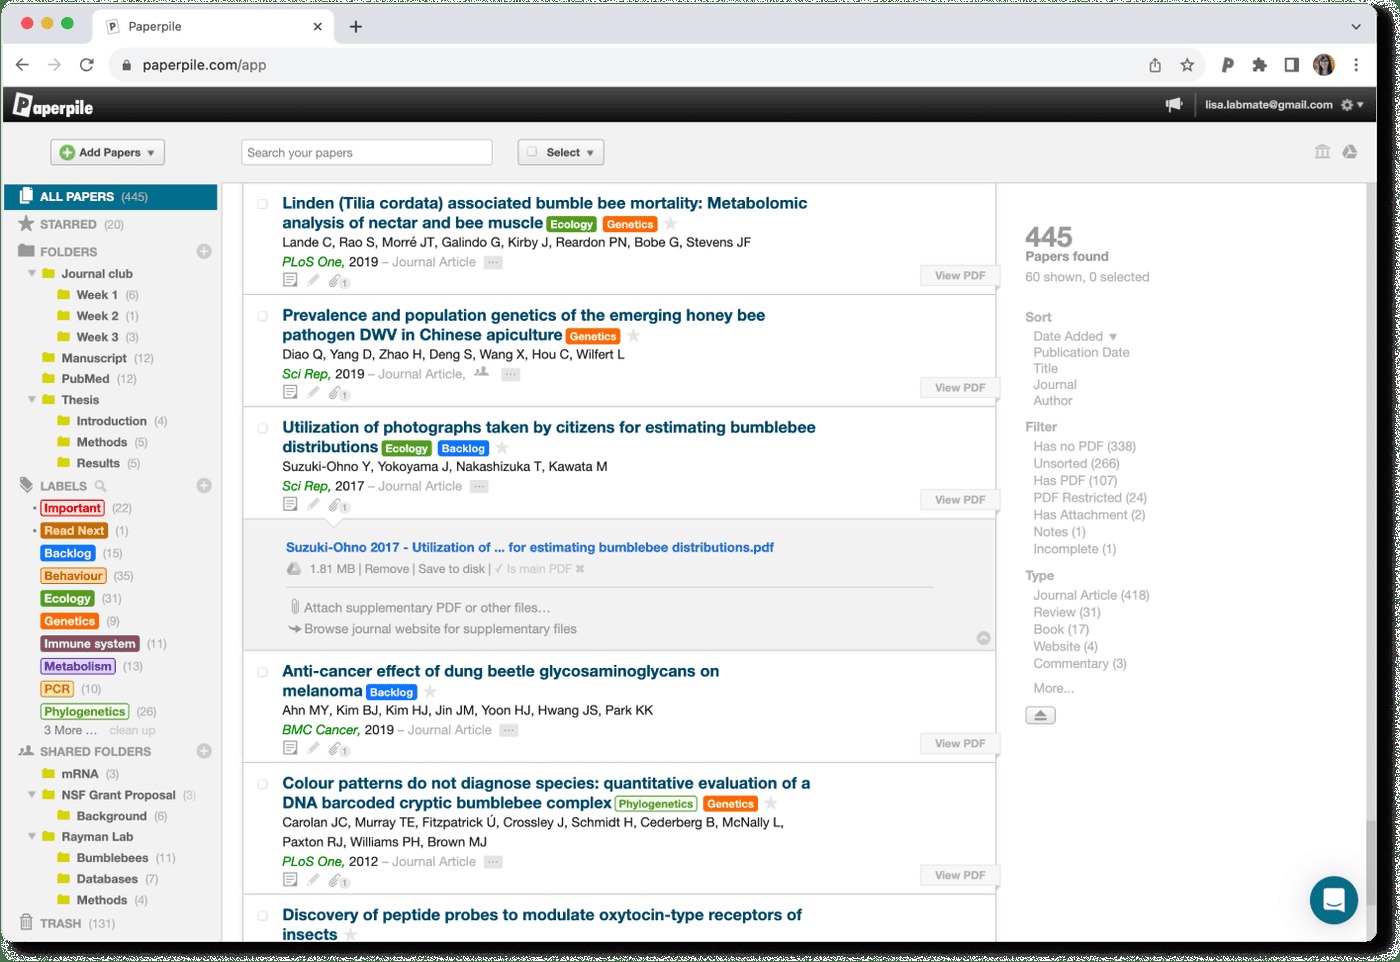 Paperpile
paperpile.com/app
Paperpile
lisa.labmate@gmail.com
Add Papers
Search your papers
Select
ALL PAPERS (445)
STARRED (20)
FOLDERS
Journal club
Week 1 (6)
Week 2 (1)
Week 3 (3)
Manuscript (12)
PubMed (12)
Thesis
Introduction (4)
Methods (5)
Results (5)
LABELS
Important (22)
Read Next (1)
Backlog (15)
Behaviour (35)
Ecology (31)
Genetics (9)
Immune system (11)
Metabolism (13)
PCR (10)
Phylogenetics (26)
3 More ... clean up
SHARED FOLDERS
mRNA (3)
NSF Grant Proposal (3)
Background (6)
Rayman Lab
Bumblebees (11)
Databases (7)
Methods (4)
TRASH (131)
Linden (Tilia cordata) associated bumble bee mortality: Metabolomic
analysis of nectar and bee muscle Ecology Genetics
Lande C, Rao S, Morré JT, Galindo G, Kirby J, Reardon PN, Bobe G, Stevens JF
PLoS One, 2019 – Journal Article ...
1
View PDF
Prevalence and population genetics of the emerging honey bee
pathogen DWV in Chinese apiculture Genetics
Diao Q, Yang D, Zhao H, Deng S, Wang X, Hou C, Wilfert L
Sci Rep, 2019 – Journal Article, ...
1
View PDF
Utilization of photographs taken by citizens for estimating bumblebee
distributions Ecology Backlog
Suzuki-Ohno Y, Yokoyama J, Nakashizuka T, Kawata M
Sci Rep, 2017 – Journal Article ...
1
View PDF
Suzuki-Ohno 2017 - Utilization of ... for estimating bumblebee distributions.pdf
1.81 MB | Remove | Save to disk | ✓ Is main PDF ✖
Attach supplementary PDF or other files…
Browse journal website for supplementary files
Anti-cancer effect of dung beetle glycosaminoglycans on
melanoma Backlog
Ahn MY, Kim BJ, Kim HJ, Jin JM, Yoon HJ, Hwang JS, Park KK
BMC Cancer, 2019 – Journal Article ...
1
View PDF
Colour patterns do not diagnose species: quantitative evaluation of a
DNA barcoded cryptic bumblebee complex Phylogenetics Genetics
Carolan JC, Murray TE, Fitzpatrick Ú, Crossley J, Schmidt H, Cederberg B, McNally L,
Paxton RJ, Williams PH, Brown MJ
PLoS One, 2012 – Journal Article ...
1
View PDF
Discovery of peptide probes to modulate oxytocin-type receptors of
insects
445
Papers found
60 shown, 0 selected
Sort
Date Added
Publication Date
Title
Journal
Author
Filter
Has no PDF (338)
Unsorted (266)
Has PDF (107)
PDF Restricted (24)
Has Attachment (2)
Notes (1)
Incomplete (1)
Type
Journal Article (418)
Review (31)
Book (17)
Website (4)
Commentary (3)
More...